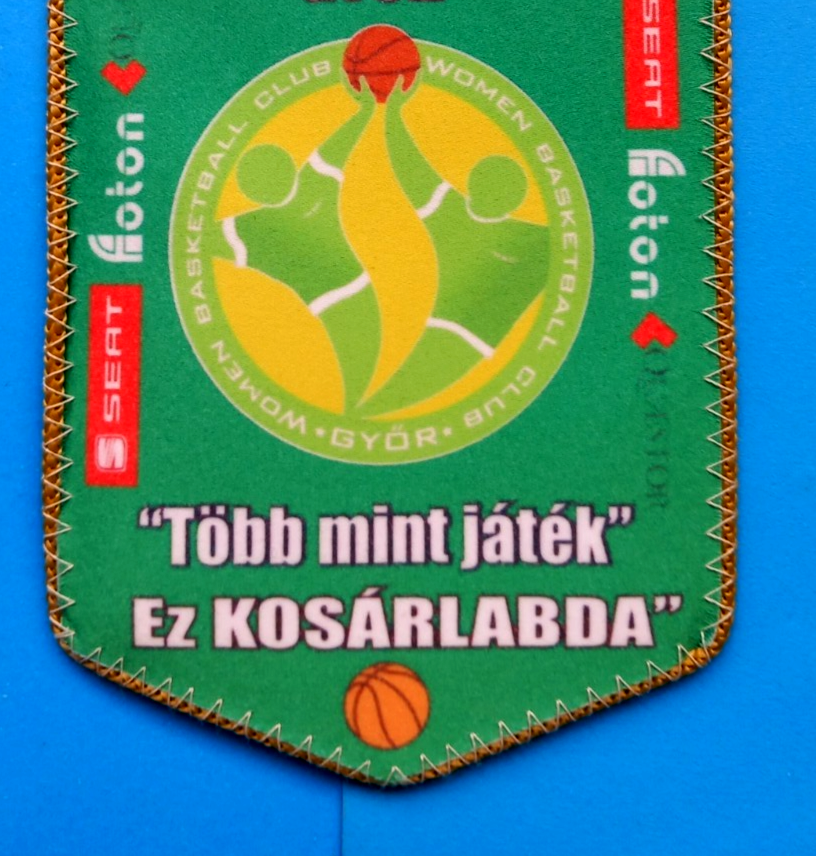 WOMEN BASKETBALL CLUB
WOMEN BASKETBALL CLUB
•GYŐR•
SEAT
foton
SEAT
foton
"Több mint játék"
Ez KOSÁRLABDA"